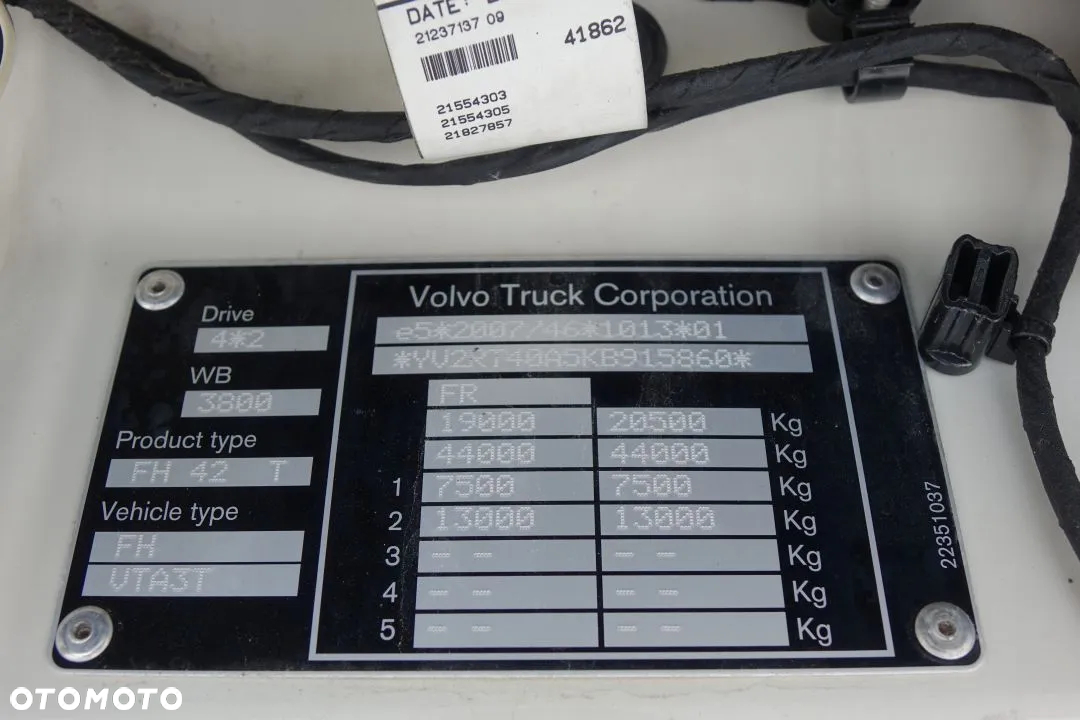 DATE:
21237137 09
41862
21554303
21554305
21827857
Volvo Truck Corporation
e5*2007/46*1013*01
*YV2RT40A5KB915860*
Drive
4*2
WB
3800
Product type
FH 42 T
Vehicle type
FH
VTA3T
FR
19000 20500 Kg
44000 44000 Kg
1 7500 7500 Kg
2 13000 13000 Kg
3 -- -- -- -- Kg
4 -- -- -- -- Kg
5 -- -- -- -- Kg
22351037
OTOMOTO